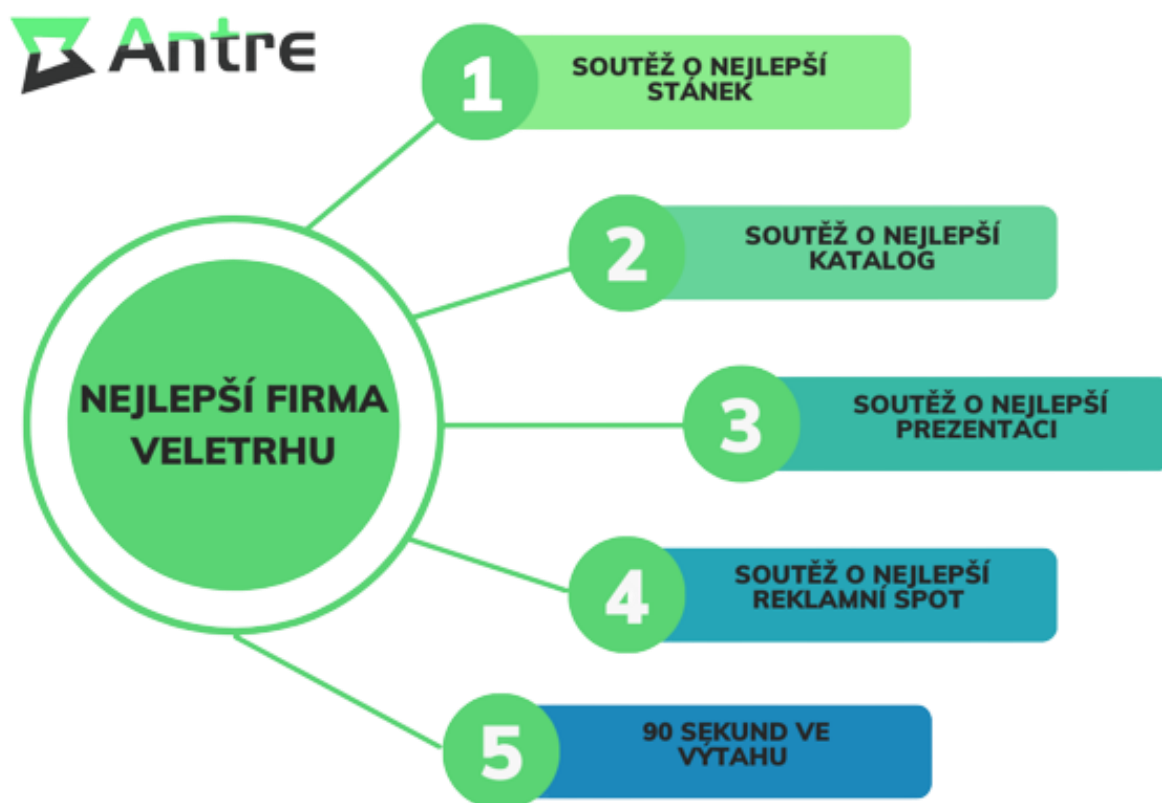 Antre
1
SOUTĚŽ O NEJLEPŠÍ
STÁNEK
2
SOUTĚŽ O NEJLEPŠÍ
KATALOG
NEJLEPŠÍ FIRMA
VELETRHU
3
SOUTĚŽ O NEJLEPŠÍ
PREZENTACI
4
SOUTĚŽ O NEJLEPŠÍ
REKLAMNÍ SPOT
5
90 SEKUND VE
VÝTAHU